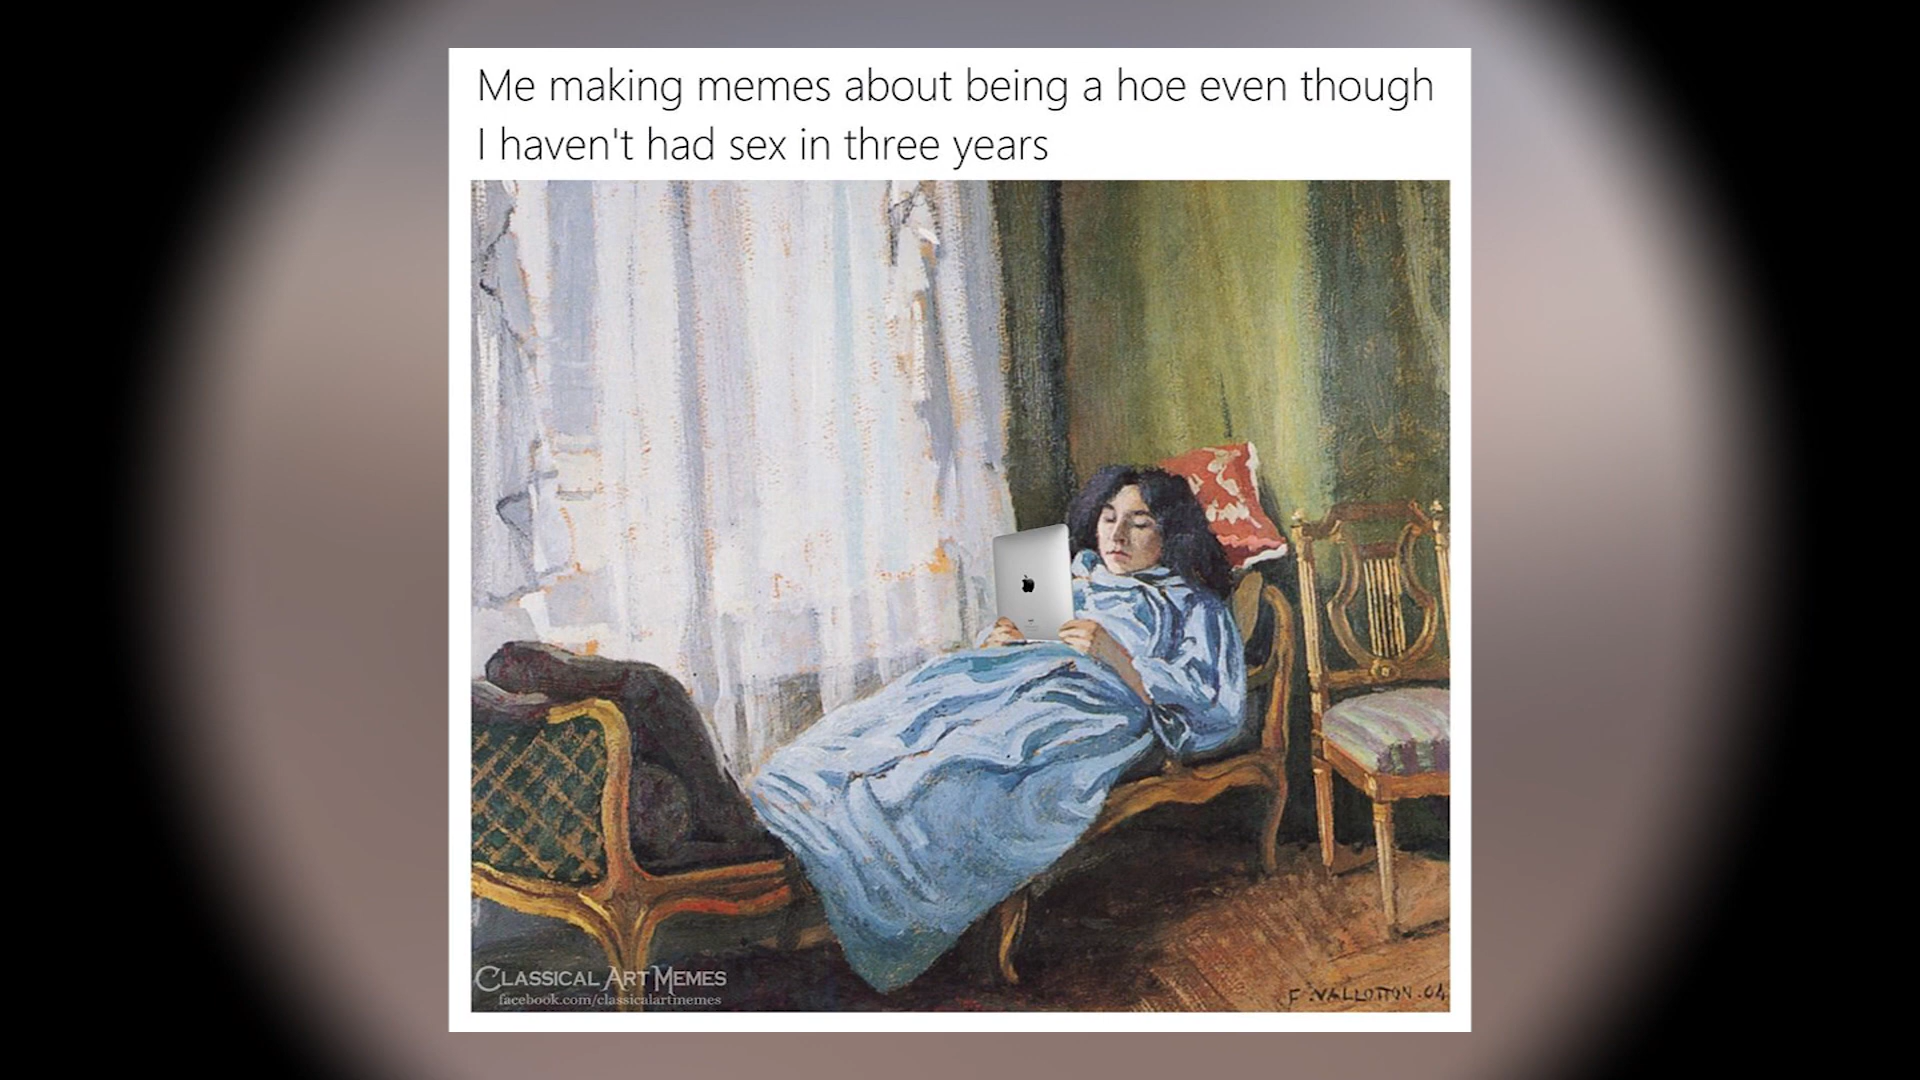 Me making memes about being a hoe even though
I haven't had sex in three years
CLASSICAL ART MEMES
facebook.com/classicalartmemes
F. VALLOTTON. 04